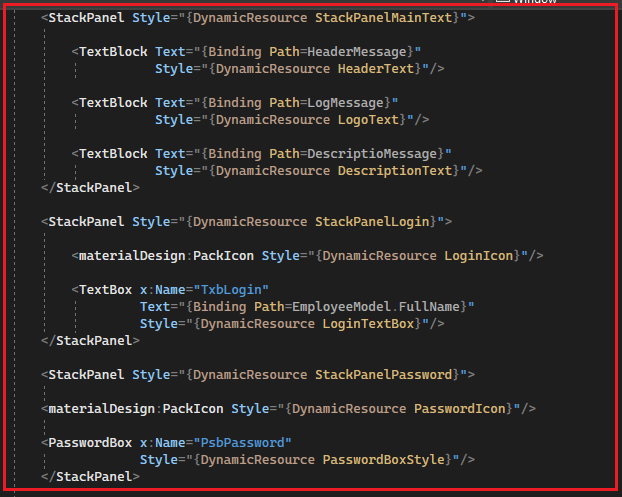 Window
<StackPanel Style="{DynamicResource StackPanelMainText}">
<TextBlock Text="{Binding Path=HeaderMessage}"
Style="{DynamicResource HeaderText}"/>
<TextBlock Text="{Binding Path=LogMessage}"
Style="{DynamicResource LogoText}"/>
<TextBlock Text="{Binding Path=DescriptioMessage}"
Style="{DynamicResource DescriptionText}"/>
</StackPanel>
<StackPanel Style="{DynamicResource StackPanelLogin}">
<materialDesign:PackIcon Style="{DynamicResource LoginIcon}"/>
<TextBox x:Name="TxbLogin"
Text="{Binding Path=EmployeeModel.FullName}"
Style="{DynamicResource LoginTextBox}"/>
</StackPanel>
<StackPanel Style="{DynamicResource StackPanelPassword}">
<materialDesign:PackIcon Style="{DynamicResource PasswordIcon}"/>
<PasswordBox x:Name="PsbPassword"
Style="{DynamicResource PasswordBoxStyle}"/>
</StackPanel>